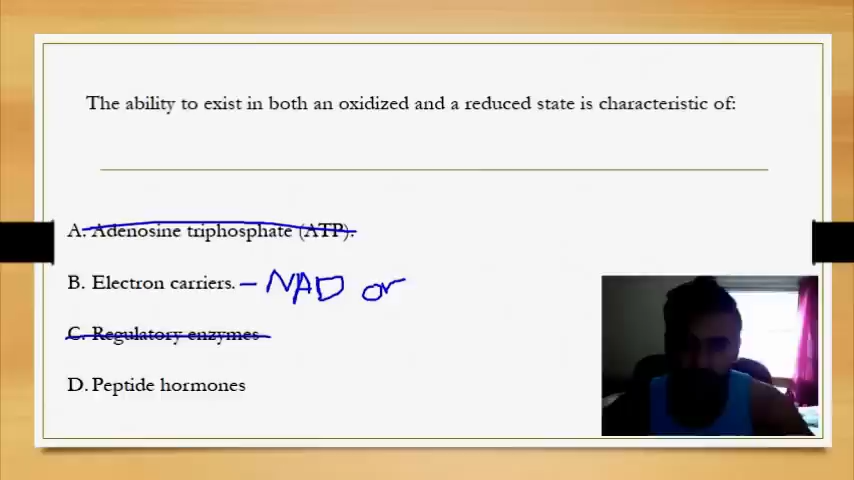 The ability to exist in both an oxidized and a reduced state is characteristic of:
A. Adenosine triphosphate (ATP).
B. Electron carriers. – NAD or
C. Regulatory enzymes
D. Peptide hormones